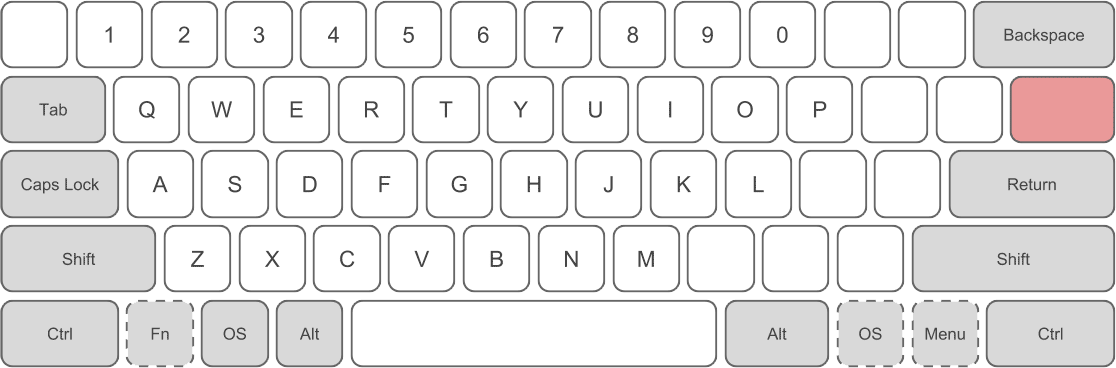 1 2 3 4 5 6 7 8 9 0 Backspace
Tab Q W E R T Y U I O P
Caps Lock A S D F G H J K L Return
Shift Z X C V B N M Shift
Ctrl Fn OS Alt Alt OS Menu Ctrl